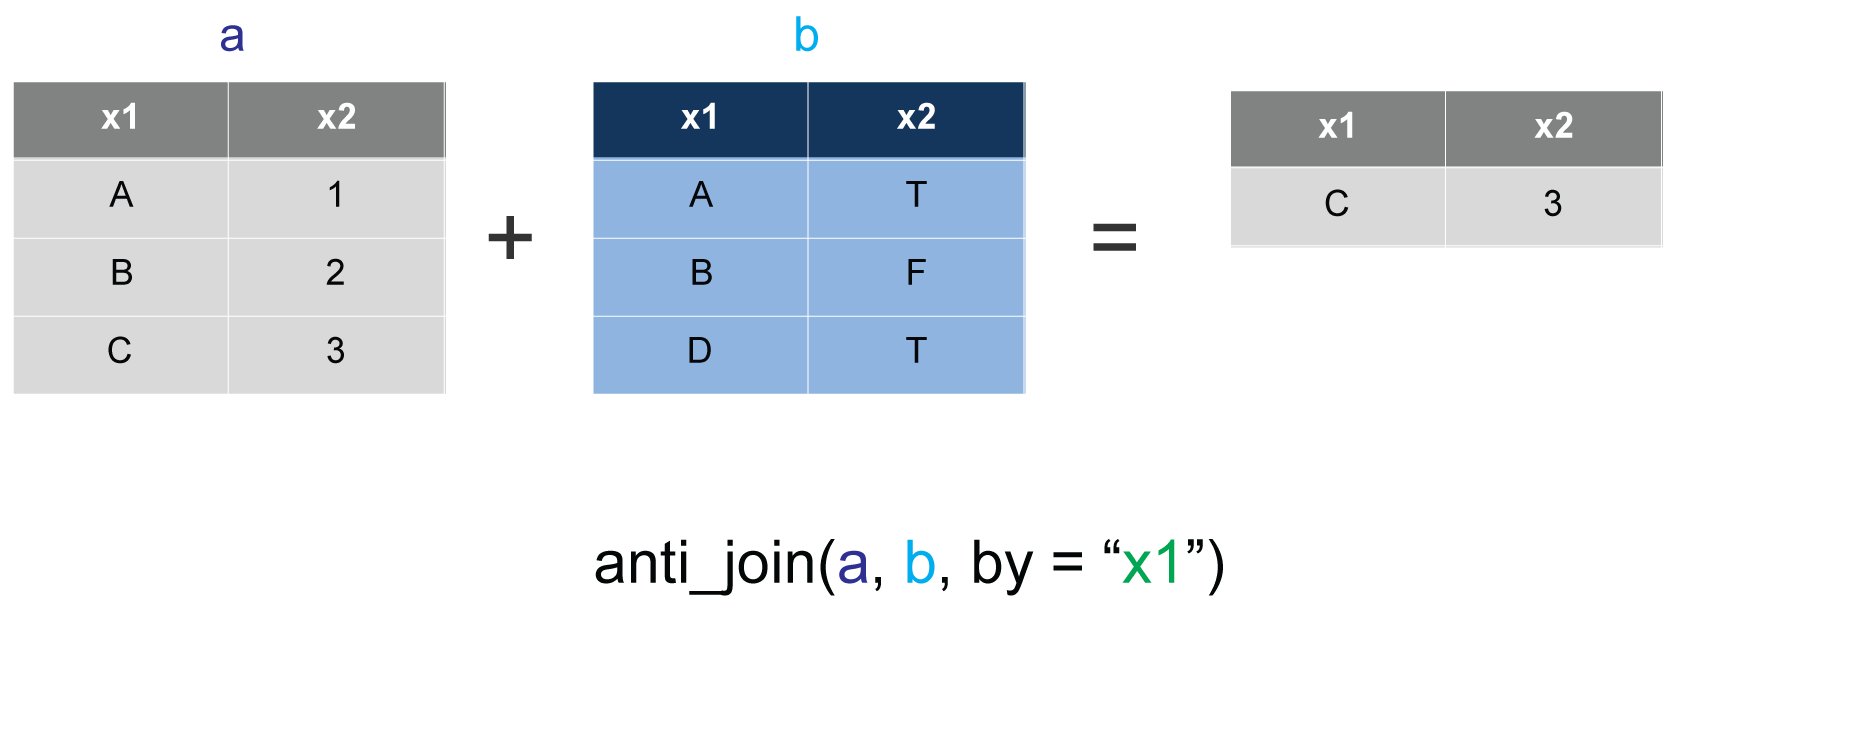 a b
x1 x2 x1 x2 x1 x2
A 1 A T C 3
+ =
B 2 B F
C 3 D T
anti_join(a, b, by = “x1”)